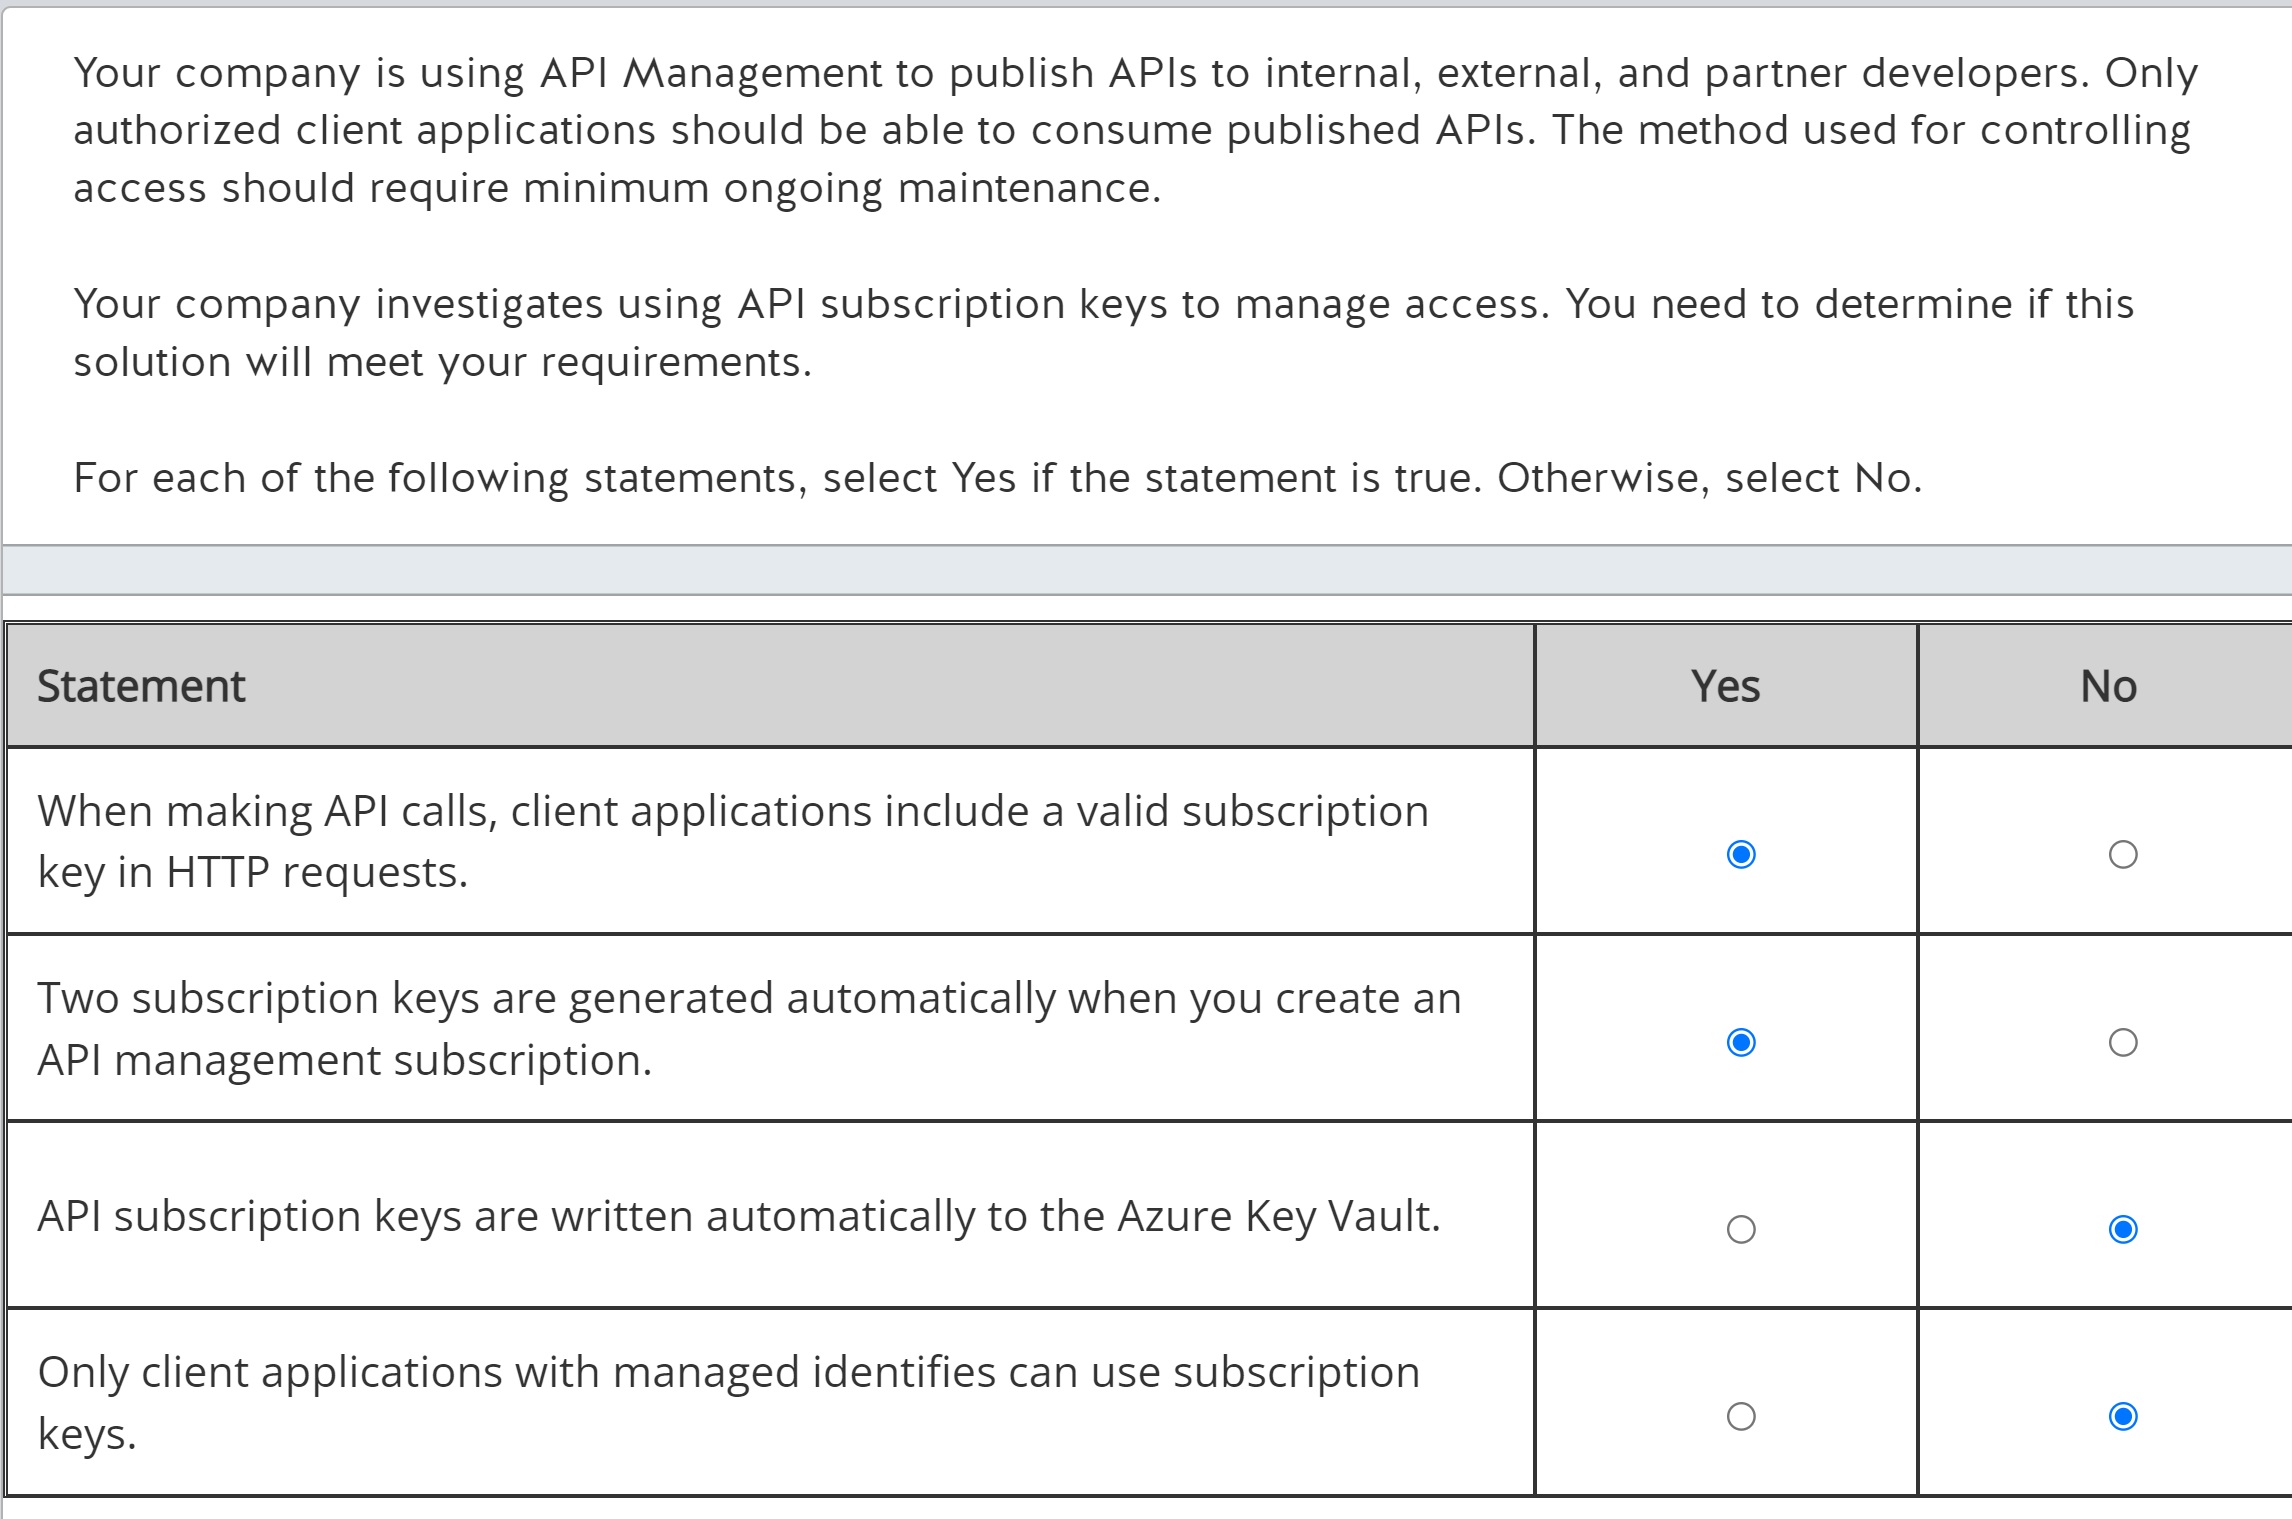 Your company is using API Management to publish APIs to internal, external, and partner developers. Only
authorized client applications should be able to consume published APIs. The method used for controlling
access should require minimum ongoing maintenance.
Your company investigates using API subscription keys to manage access. You need to determine if this
solution will meet your requirements.
For each of the following statements, select Yes if the statement is true. Otherwise, select No.
Statement Yes No
When making API calls, client applications include a valid subscription
key in HTTP requests.
Two subscription keys are generated automatically when you create an
API management subscription.
API subscription keys are written automatically to the Azure Key Vault.
Only client applications with managed identifies can use subscription
keys.